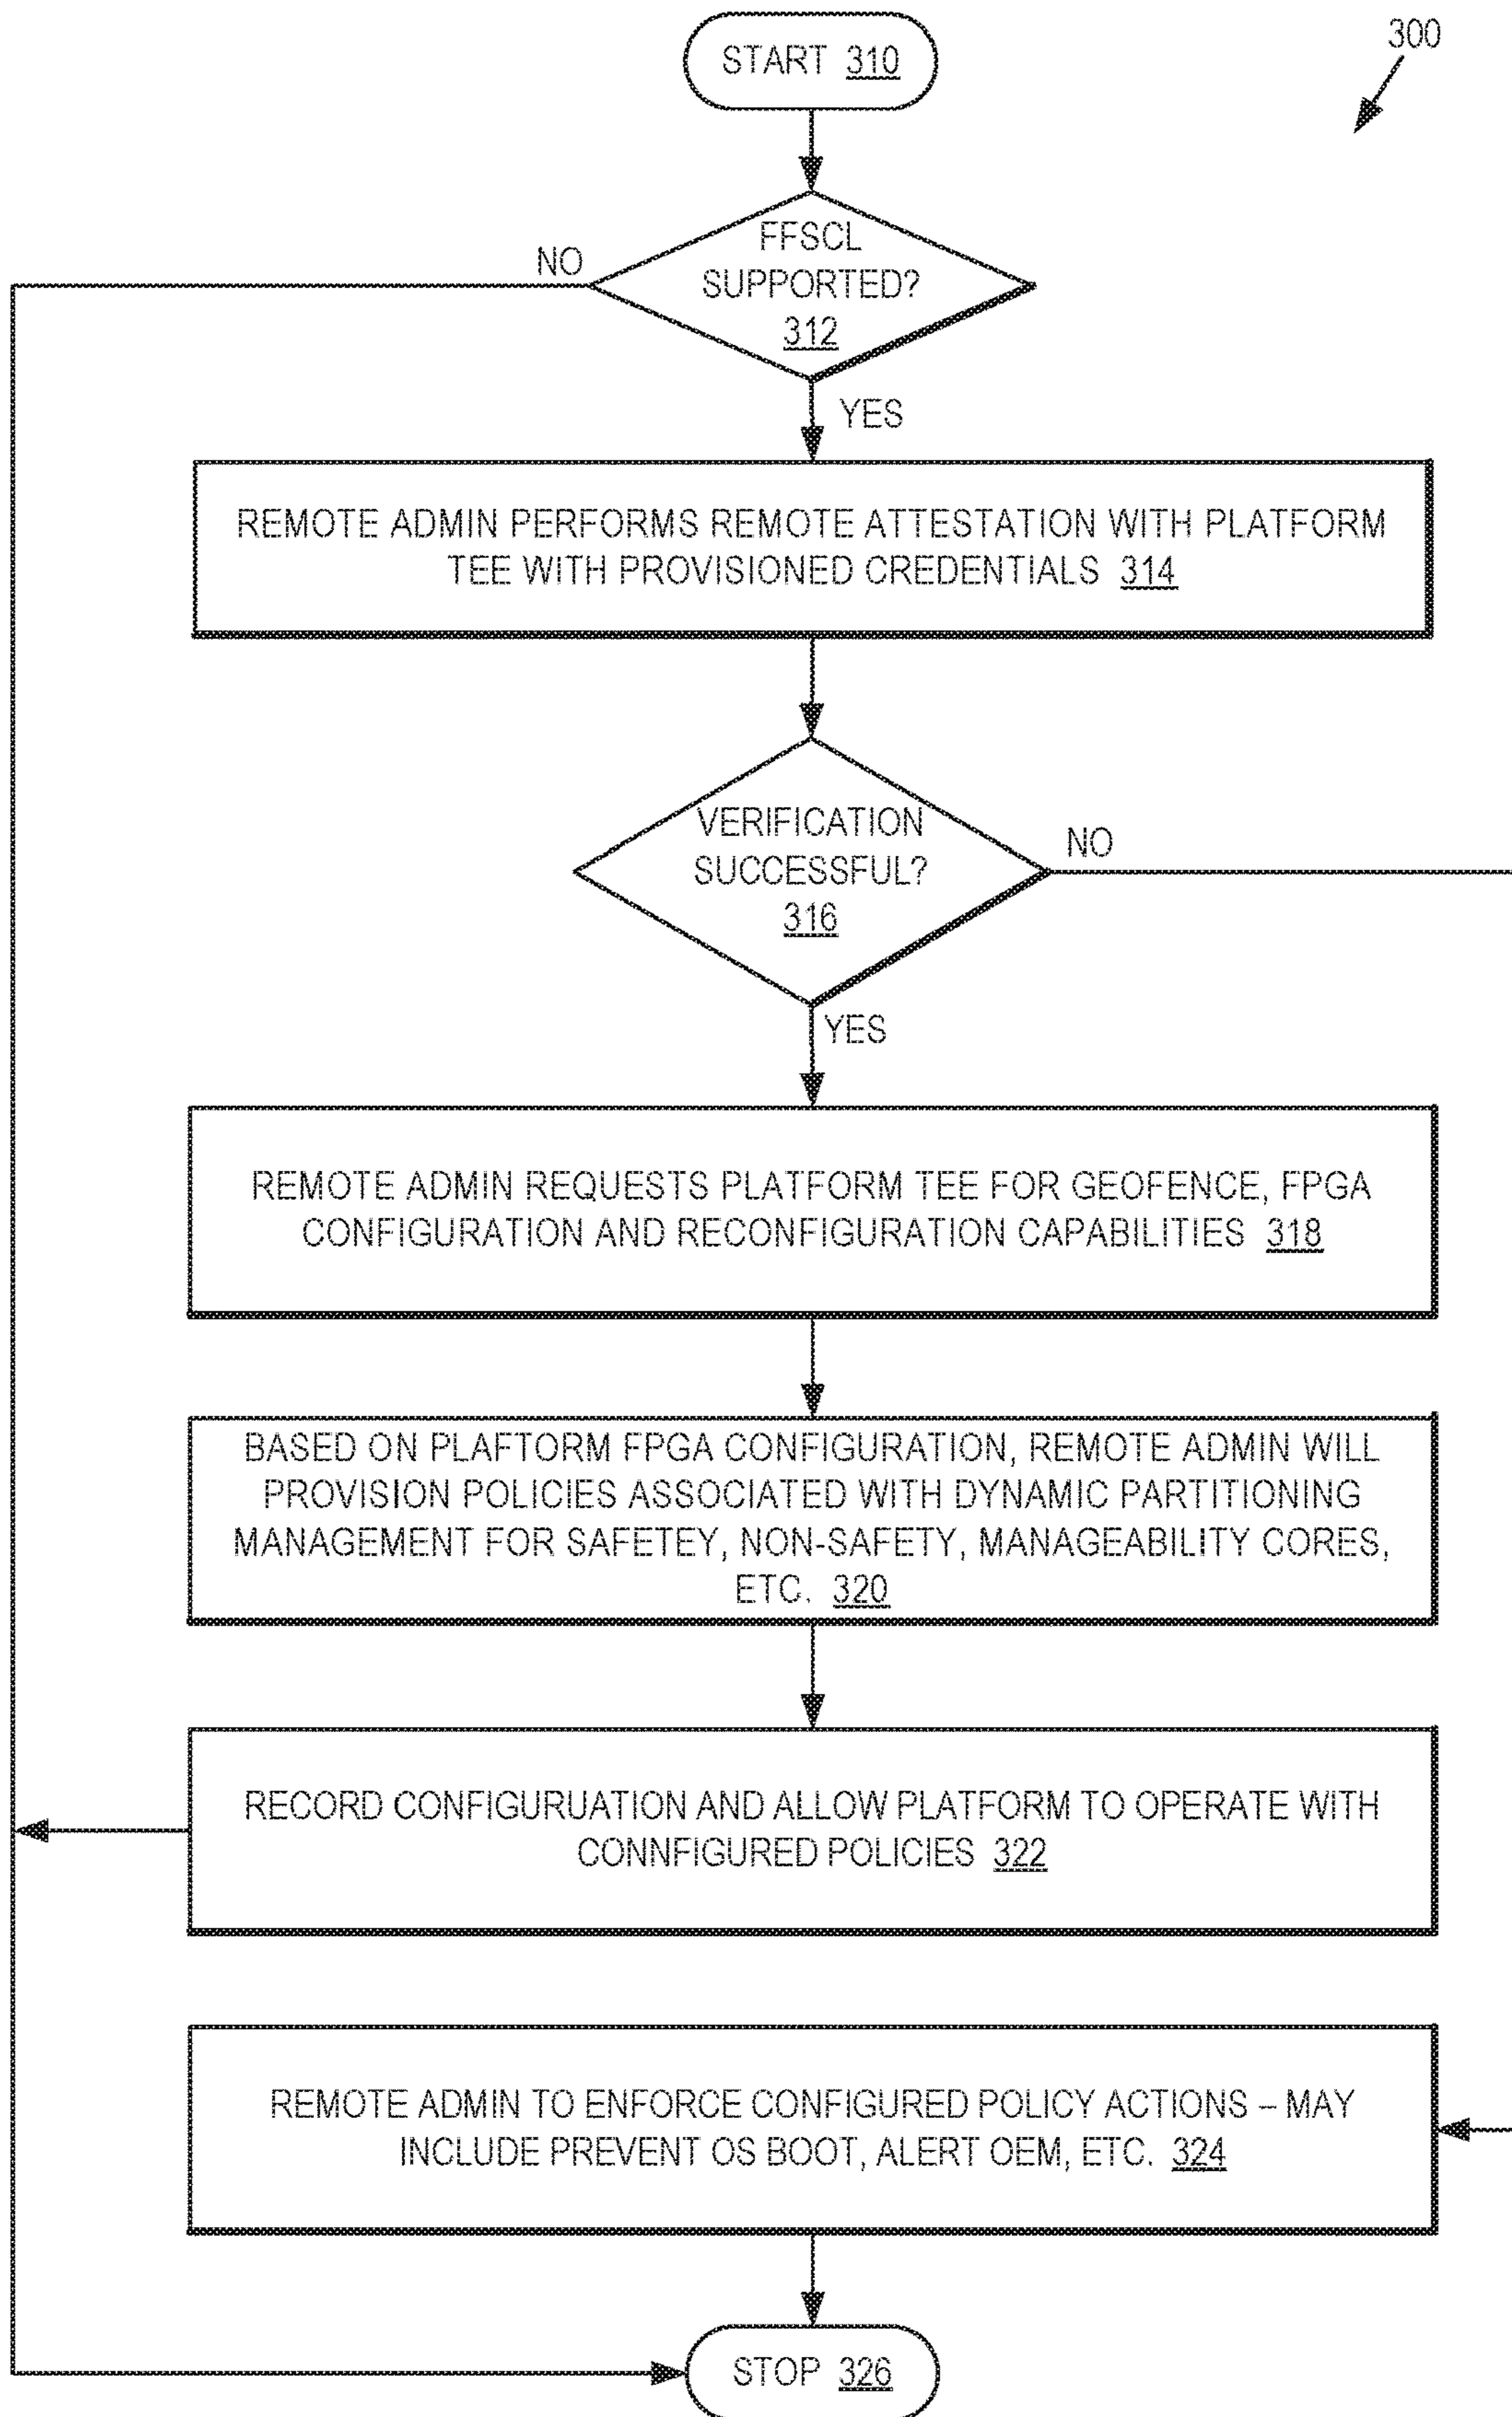 300
START 310
FFSCL
SUPPORTED?
312
NO
YES
REMOTE ADMIN PERFORMS REMOTE ATTESTATION WITH PLATFORM
TEE WITH PROVISIONED CREDENTIALS 314
VERIFICATION
SUCCESSFUL?
316
NO
YES
REMOTE ADMIN REQUESTS PLATFORM TEE FOR GEOFENCE, FPGA
CONFIGURATION AND RECONFIGURATION CAPABILITIES 318
BASED ON PLAFTORM FPGA CONFIGURATION, REMOTE ADMIN WILL
PROVISION POLICIES ASSOCIATED WITH DYNAMIC PARTITIONING
MANAGEMENT FOR SAFETEY, NON-SAFETY, MANAGEABILITY CORES,
ETC. 320
RECORD CONFIGURUATION AND ALLOW PLATFORM TO OPERATE WITH
CONNFIGURED POLICIES 322
REMOTE ADMIN TO ENFORCE CONFIGURED POLICY ACTIONS – MAY
INCLUDE PREVENT OS BOOT, ALERT OEM, ETC. 324
STOP 326